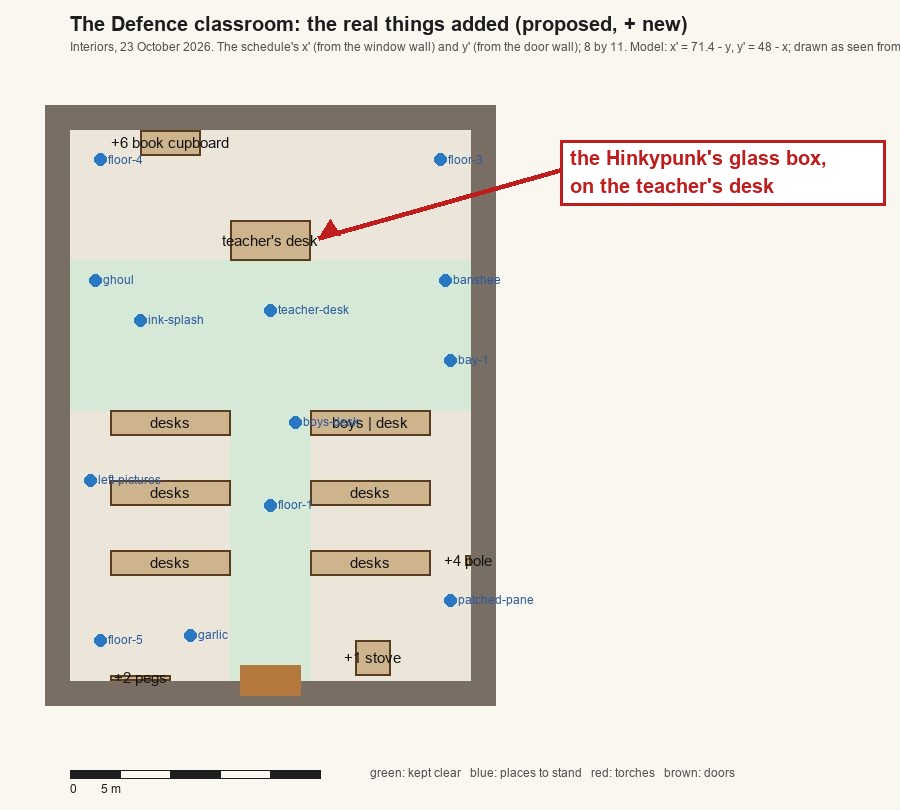 The Defence classroom: the real things added (proposed, + new)
Interiors, 23 October 2026. The schedule's x' (from the window wall) and y' (from the door wall); 8 by 11. Model: x' = 71.4 - y, y' = 48 - x; drawn as seen from
+6 book cupboard
floor-4
floor-3
the Hinkypunk's glass box,
on the teacher's desk
teacher's desk
ghoul
banshee
teacher-desk
ink-splash
bay-1
desks
boys-desk
boys | desk
left-pictures
desks
desks
floor-1
desks
desks
+4 pole
patched-pane
floor-5
garlic
+1 stove
+2 pegs
green: kept clear blue: places to stand red: torches brown: doors
0 5 m